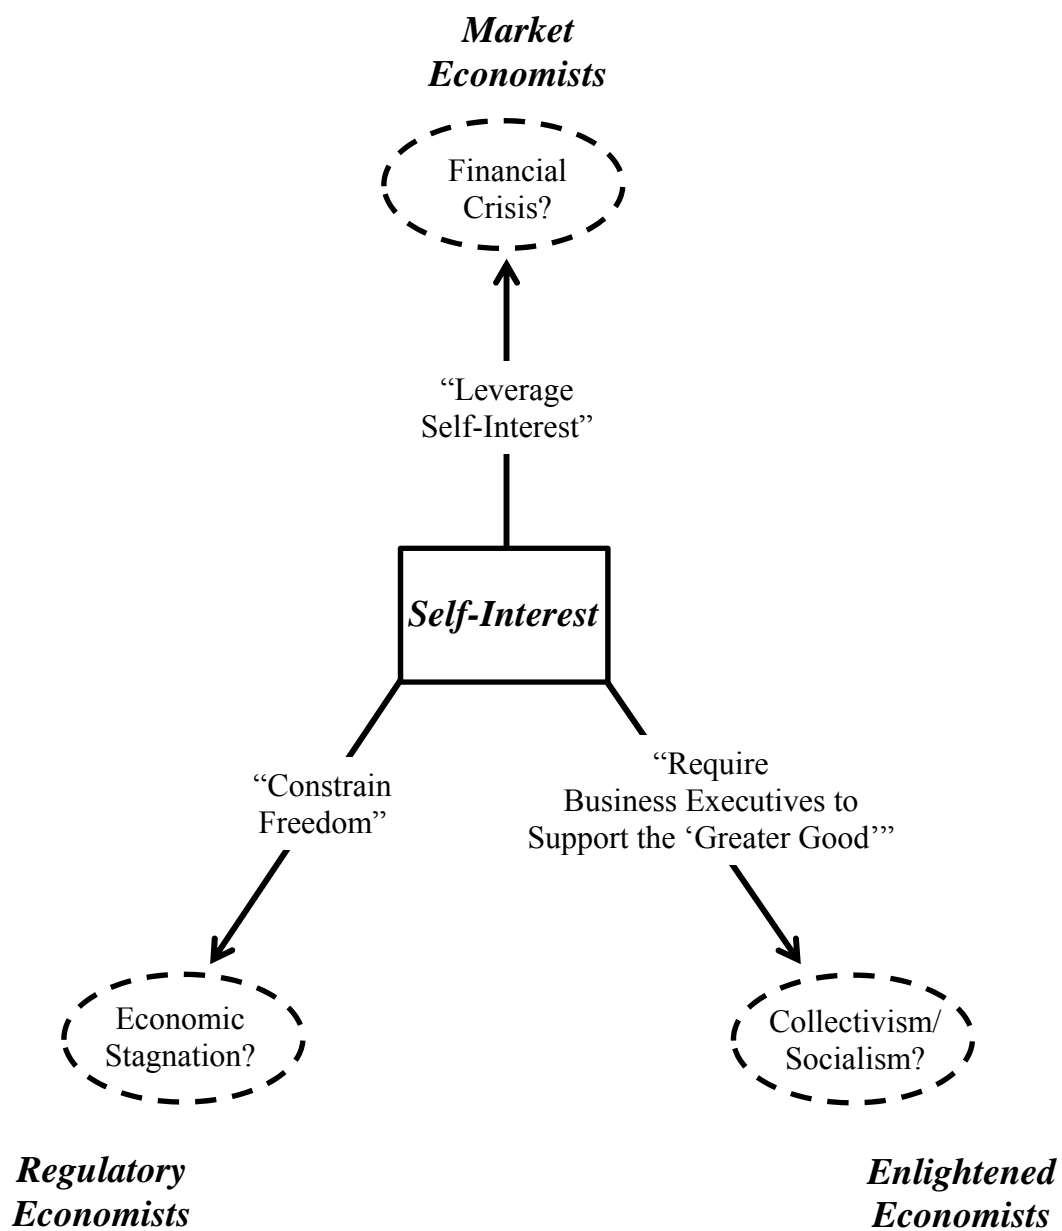 Market
Economists
Financial
Crisis?
“Leverage
Self-Interest”
Self-Interest
“Constrain
Freedom”
“Require
Business Executives to
Support the ‘Greater Good’”
Economic
Stagnation?
Collectivism/
Socialism?
Regulatory
Economists
Enlightened
Economists